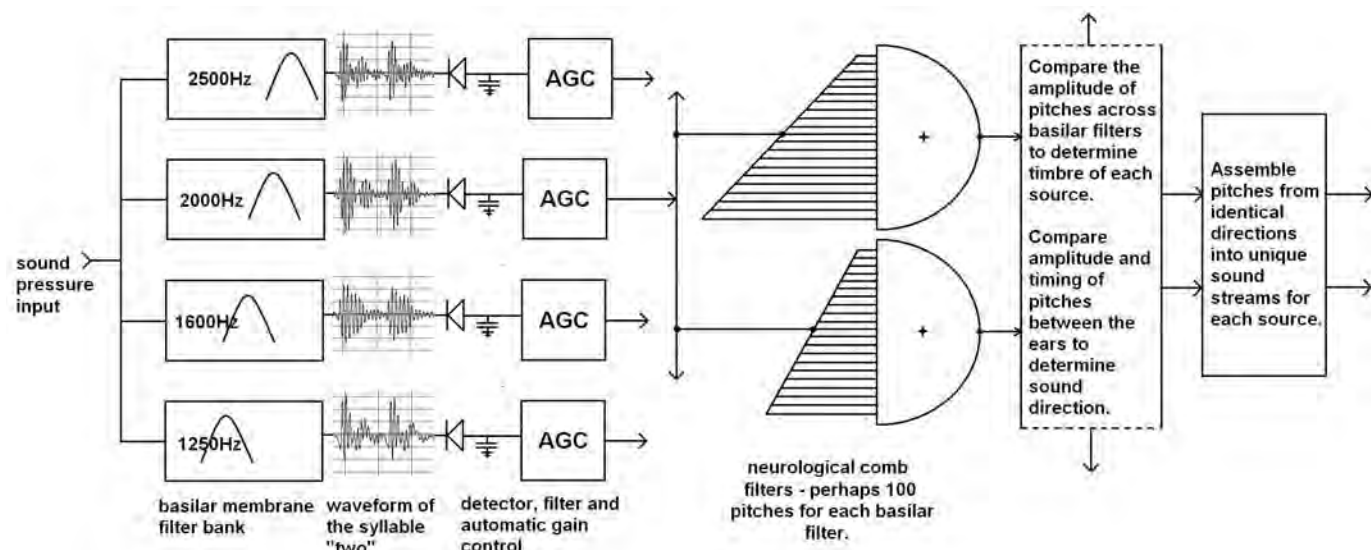 2500Hz
AGC
2000Hz
AGC
1600Hz
AGC
1250Hz
AGC
sound
pressure
input
basilar membrane
filter bank
waveform of
the syllable
"two"
detector, filter and
automatic gain
control
+
+
neurological comb
filters - perhaps 100
pitches for each basilar
filter.
Compare the
amplitude of
pitches across
basilar filters
to determine
timbre of each
source.
Compare
amplitude and
timing of
pitches
between the
ears to
determine
sound
direction.
Assemble
pitches from
identical
directions
into unique
sound
streams for
each source.